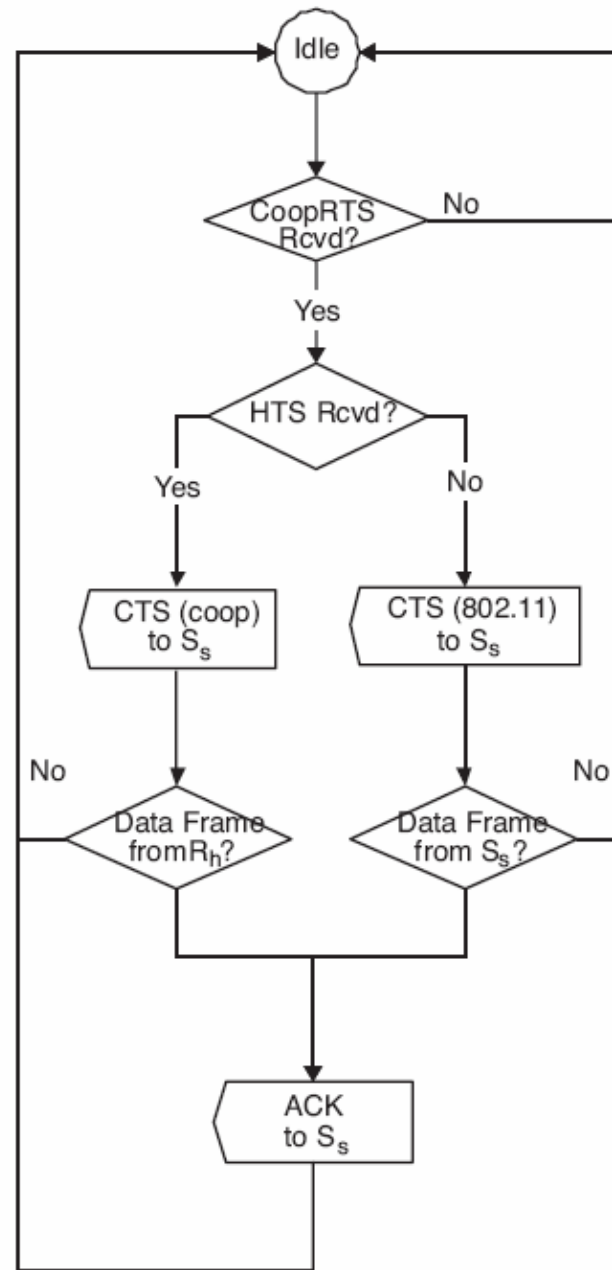 Idle
CoopRTS
Rcvd?
No
Yes
HTS Rcvd?
Yes
No
CTS (coop)
to Sₛ
CTS (802.11)
to Sₛ
No
No
Data Frame
fromRₕ?
Data Frame
from Sₛ?
ACK
to Sₛ